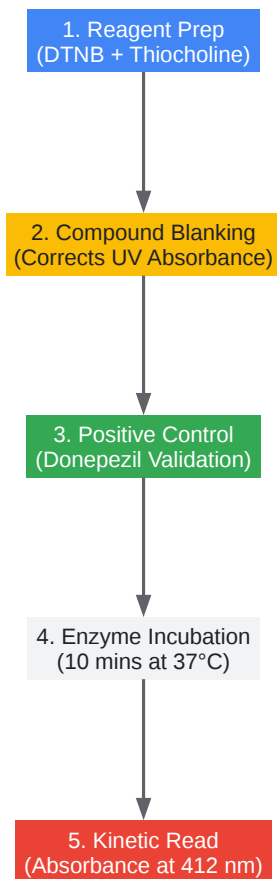 1. Reagent Prep
(DTNB + Thiocholine)
2. Compound Blanking
(Corrects UV Absorbance)
3. Positive Control
(Donepezil Validation)
4. Enzyme Incubation
(10 mins at 37°C)
5. Kinetic Read
(Absorbance at 412 nm)